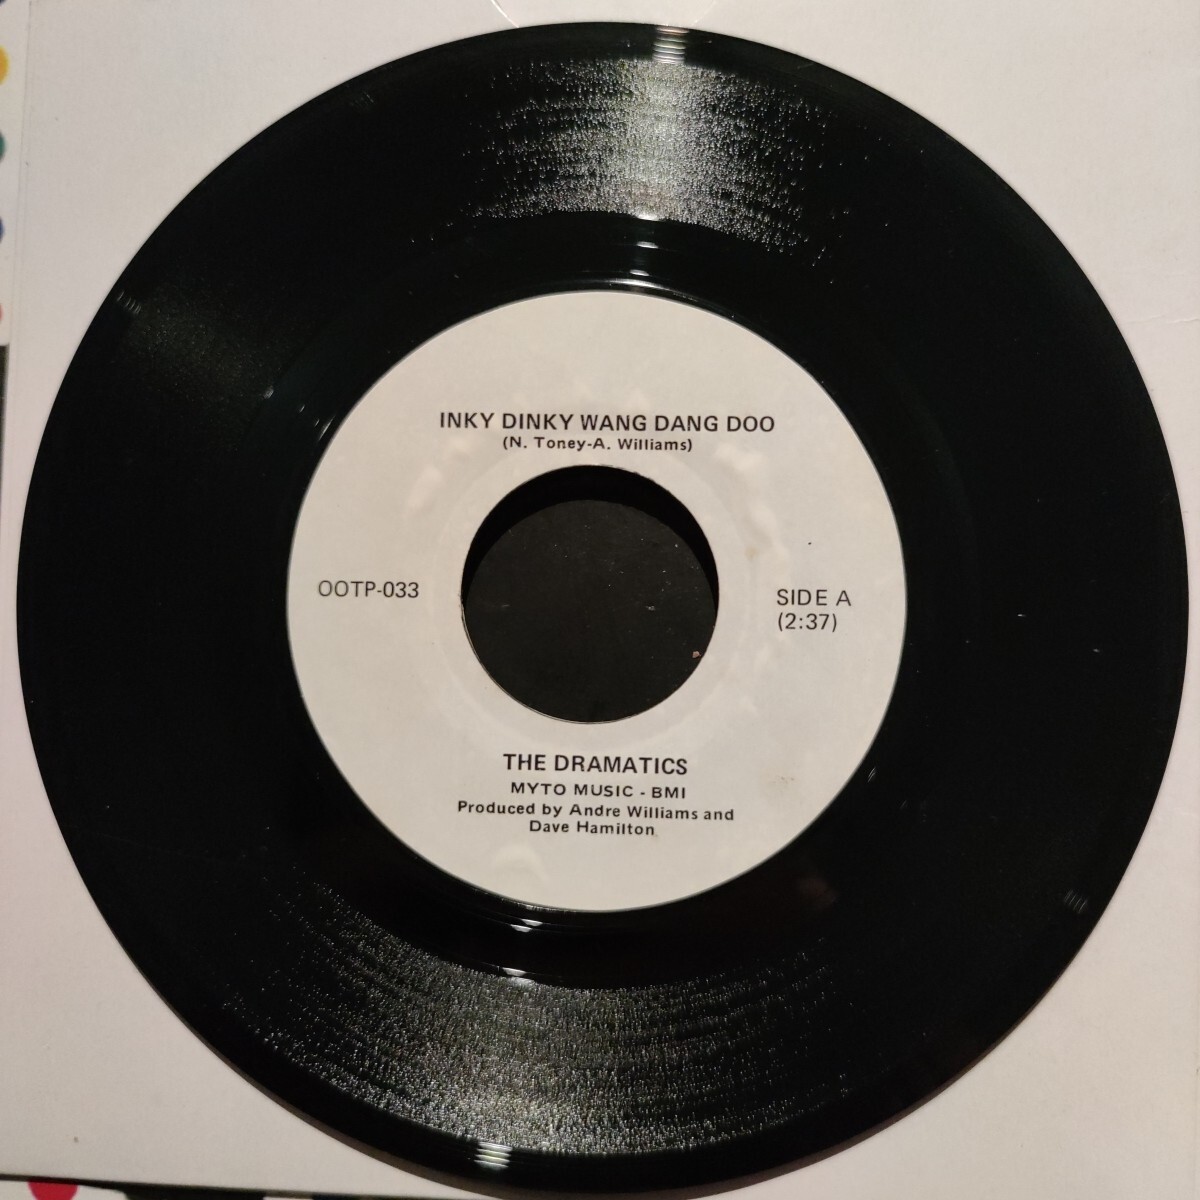 INKY DINKY WANG DANG DOO
(N. Toney-A. Williams)
OOTP-033
SIDE A
(2:37)
THE DRAMATICS
MYTO MUSIC - BMI
Produced by Andre Williams and
Dave Hamilton